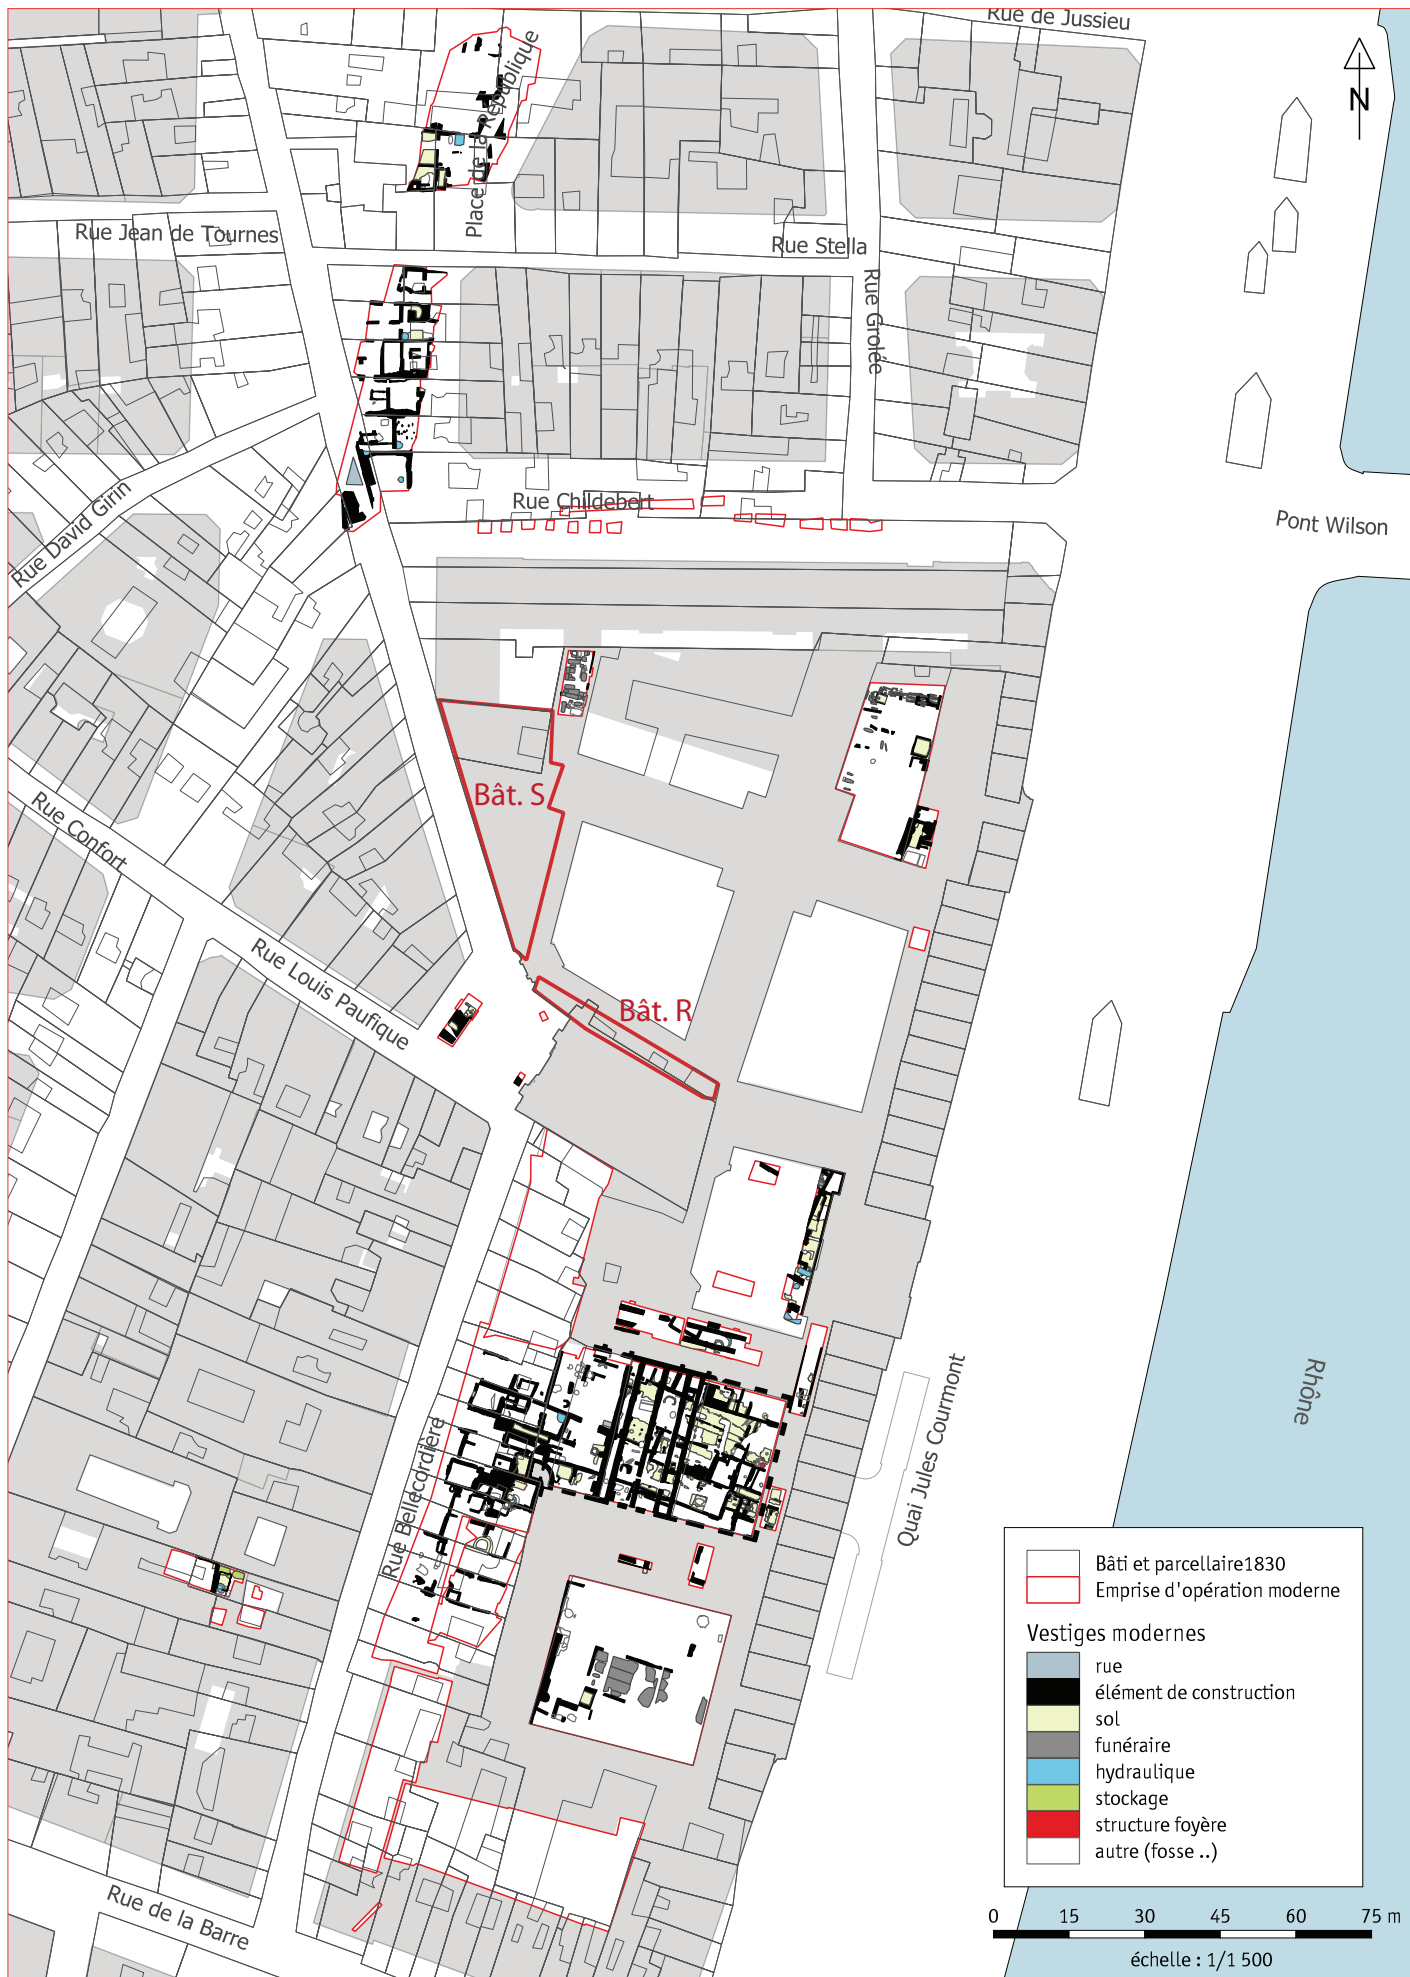 Rue de Jussieu
N
Place de la République
Rue Jean de Tournes
Rue Stella
Rue Grolée
Rue David Girin
Rue Childebert
Pont Wilson
Bât. S
Rue Confort
Rue Louis Paufique
Bât. R
Rhône
Quai Jules Courmont
Rue Bellecordière
Rue de la Barre
Bâti et parcellaire1830
Emprise d'opération moderne
Vestiges modernes
rue
élément de construction
sol
funéraire
hydraulique
stockage
structure foyère
autre (fosse ..)
0 15 30 45 60 75 m
échelle : 1/1 500